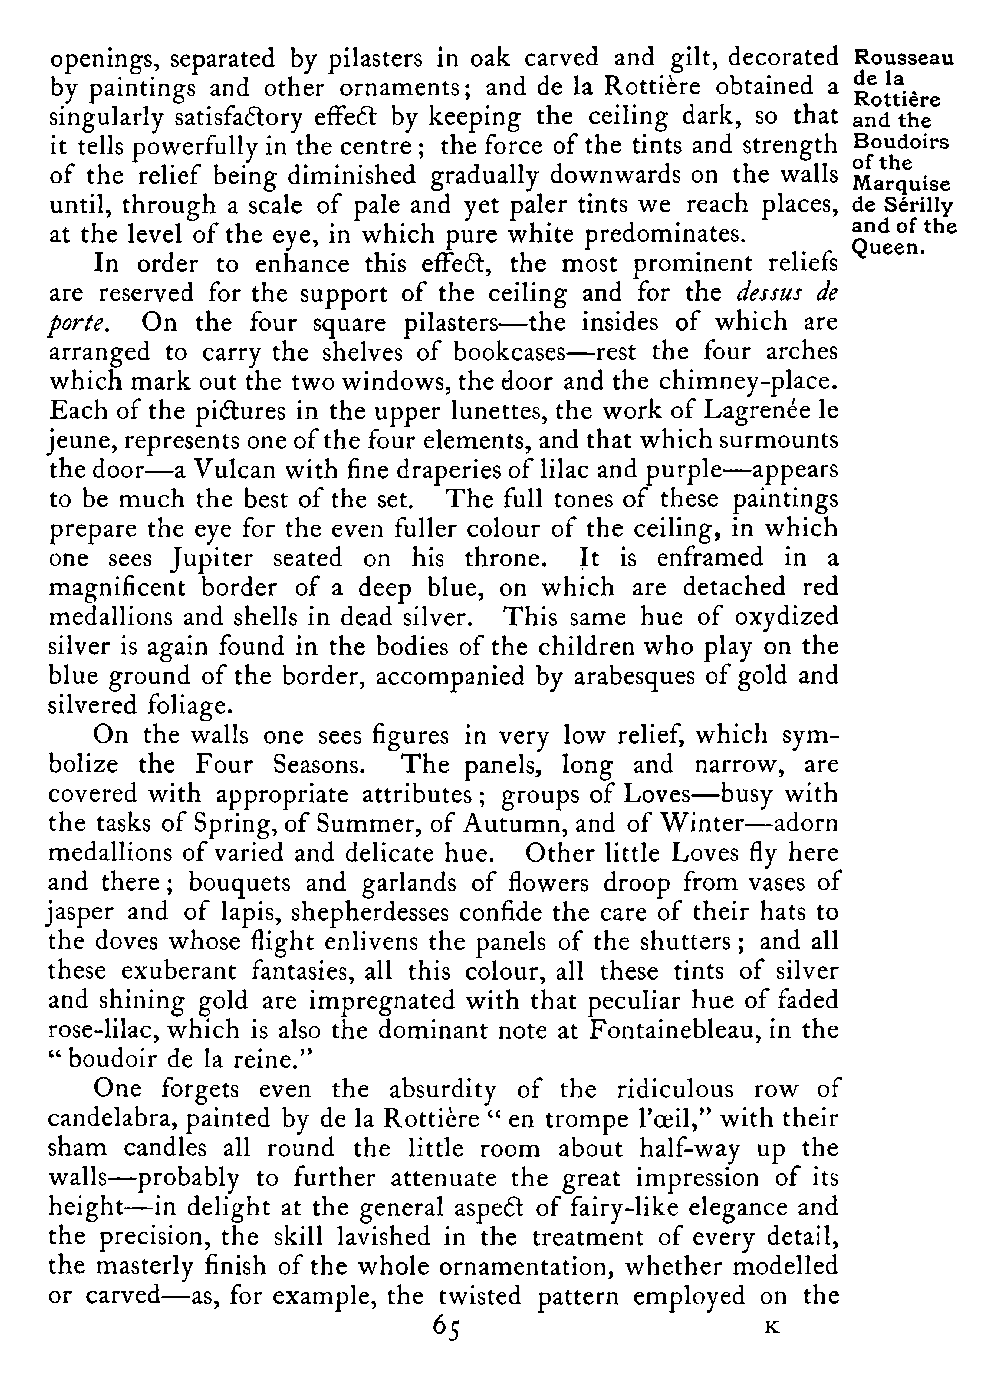 openings, separated by pilasters in oak carved and gilt, decorated
by paintings and other ornaments; and de la Rottière obtained a
singularly satisfactory effect by keeping the ceiling dark, so that
it tells powerfully in the centre; the force of the tints and strength
of the relief being diminished gradually downwards on the walls
until, through a scale of pale and yet paler tints we reach places,
at the level of the eye, in which pure white predominates.
Rousseau
de la
Rottière
and the
Boudoirs
of the
Marquise
de Sérilly
and of the
Queen.
In order to enhance this effect, the most prominent reliefs
are reserved for the support of the ceiling and for the dessus de
porte. On the four square pilasters—the insides of which are
arranged to carry the shelves of bookcases—rest the four arches
which mark out the two windows, the door and the chimney-place.
Each of the pictures in the upper lunettes, the work of Lagrenée le
jeune, represents one of the four elements, and that which surmounts
the door—a Vulcan with fine draperies of lilac and purple—appears
to be much the best of the set. The full tones of these paintings
prepare the eye for the even fuller colour of the ceiling, in which
one sees Jupiter seated on his throne. It is enframed in a
magnificent border of a deep blue, on which are detached red
medallions and shells in dead silver. This same hue of oxydized
silver is again found in the bodies of the children who play on the
blue ground of the border, accompanied by arabesques of gold and
silvered foliage.
On the walls one sees figures in very low relief, which sym-
bolize the Four Seasons. The panels, long and narrow, are
covered with appropriate attributes; groups of Loves—busy with
the tasks of Spring, of Summer, of Autumn, and of Winter—adorn
medallions of varied and delicate hue. Other little Loves fly here
and there; bouquets and garlands of flowers droop from vases of
jasper and of lapis, shepherdesses confide the care of their hats to
the doves whose flight enlivens the panels of the shutters; and all
these exuberant fantasies, all this colour, all these tints of silver
and shining gold are impregnated with that peculiar hue of faded
rose-lilac, which is also the dominant note at Fontainebleau, in the
“boudoir de la reine.”
One forgets even the absurdity of the ridiculous row of
candelabra, painted by de la Rottière “en trompe l’œil,” with their
sham candles all round the little room about half-way up the
walls—probably to further attenuate the great impression of its
height—in delight at the general aspect of fairy-like elegance and
the precision, the skill lavished in the treatment of every detail,
the masterly finish of the whole ornamentation, whether modelled
or carved—as, for example, the twisted pattern employed on the
65 K